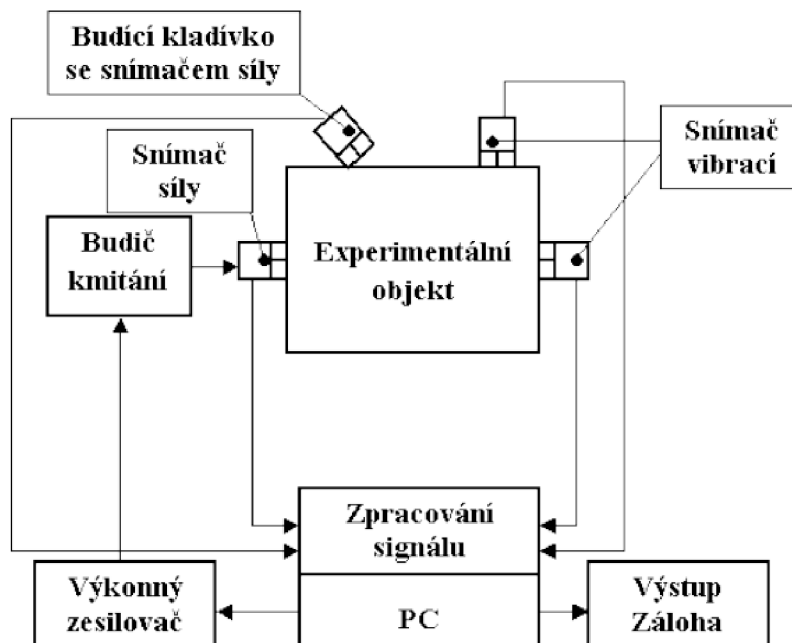 Budící kladívko
se snímačem síly
Snímač
síly
Snímač
vibrací
Budič
kmitání
Experimentální
objekt
Zpracování
signálu
Výkonný
zesilovač
PC
Výstup
Záloha